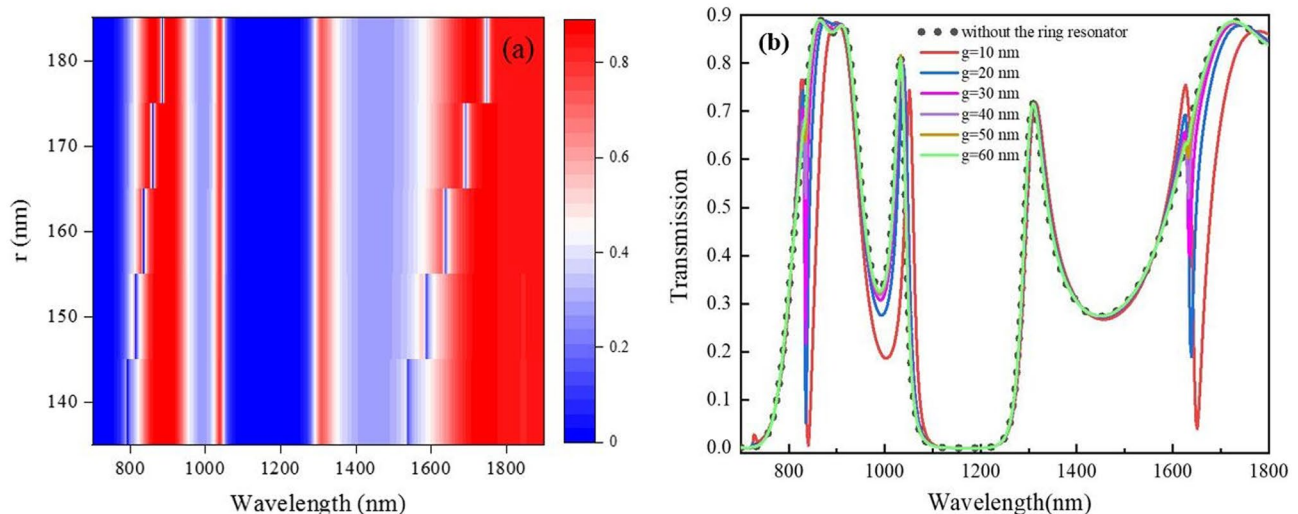 (a)
r (nm)
180
170
160
150
140
800 1000 1200 1400 1600 1800
Wavelength (nm)
0.8
0.6
0.4
0.2
0
(b)
Transmission
0.9
0.8
0.7
0.6
0.5
0.4
0.3
0.2
0.1
0.0
without the ring resonator
g=10 nm
g=20 nm
g=30 nm
g=40 nm
g=50 nm
g=60 nm
800 1000 1200 1400 1600 1800
Wavelength(nm)